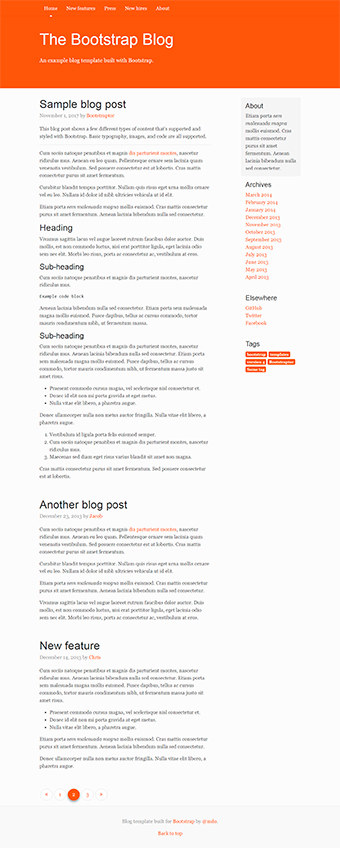 Home New features Press New hires About
The Bootstrap Blog
An example blog template built with Bootstrap.
Sample blog post
November 1, 2017 by Bootstraptor
This blog post shows a few different types of content that's supported and
styled with Bootstrap. Basic typography, images, and code are all supported.
Cum sociis natoque penatibus et magnis dis parturient montes, nascetur
ridiculus mus. Aenean eu leo quam. Pellentesque ornare sem lacinia quam
venenatis vestibulum. Sed posuere consectetur est at lobortis. Cras mattis
consectetur purus sit amet fermentum.
Curabitur blandit tempus porttitor. Nullam quis risus eget urna mollis ornare
vel eu leo. Nullam id dolor id nibh ultricies vehicula ut id elit.
Etiam porta sem malesuada magna mollis euismod. Cras mattis consectetur
purus sit amet fermentum. Aenean lacinia bibendum nulla sed consectetur.
Heading
Vivamus sagittis lacus vel augue laoreet rutrum faucibus dolor auctor. Duis
mollis, est non commodo luctus, nisi erat porttitor ligula, eget lacinia odio
sem nec elit. Morbi leo risus, porta ac consectetur ac, vestibulum at eros.
Sub-heading
Cum sociis natoque penatibus et magnis dis parturient montes, nascetur
ridiculus mus.
Example code block
Aenean lacinia bibendum nulla sed consectetur. Etiam porta sem malesuada
magna mollis euismod. Fusce dapibus, tellus ac cursus commodo, tortor
mauris condimentum nibh, ut fermentum massa.
Sub-heading
Cum sociis natoque penatibus et magnis dis parturient montes, nascetur
ridiculus mus. Aenean lacinia bibendum nulla sed consectetur. Etiam porta
sem malesuada magna mollis euismod. Fusce dapibus, tellus ac cursus
commodo, tortor mauris condimentum nibh, ut fermentum massa justo sit
amet risus.
• Praesent commodo cursus magna, vel scelerisque nisl consectetur et.
• Donec id elit non mi porta gravida at eget metus.
• Nulla vitae elit libero, a pharetra augue.
Donec ullamcorper nulla non metus auctor fringilla. Nulla vitae elit libero, a
pharetra augue.
1. Vestibulum id ligula porta felis euismod semper.
2. Cum sociis natoque penatibus et magnis dis parturient montes, nascetur
ridiculus mus.
3. Maecenas sed diam eget risus varius blandit sit amet non magna.
Cras mattis consectetur purus sit amet fermentum. Sed posuere consectetur
est at lobortis.
Another blog post
December 23, 2013 by Jacob
Cum sociis natoque penatibus et magnis dis parturient montes, nascetur
ridiculus mus. Aenean eu leo quam. Pellentesque ornare sem lacinia quam
venenatis vestibulum. Sed posuere consectetur est at lobortis. Cras mattis
consectetur purus sit amet fermentum.
Curabitur blandit tempus porttitor. Nullam quis risus eget urna mollis ornare
vel eu leo. Nullam id dolor id nibh ultricies vehicula ut id elit.
Etiam porta sem malesuada magna mollis euismod. Cras mattis consectetur
purus sit amet fermentum. Aenean lacinia bibendum nulla sed consectetur.
Vivamus sagittis lacus vel augue laoreet rutrum faucibus dolor auctor. Duis
mollis, est non commodo luctus, nisi erat porttitor ligula, eget lacinia odio
sem nec elit. Morbi leo risus, porta ac consectetur ac, vestibulum at eros.
New feature
December 14, 2013 by Chris
Cum sociis natoque penatibus et magnis dis parturient montes, nascetur
ridiculus mus. Aenean lacinia bibendum nulla sed consectetur. Etiam porta
sem malesuada magna mollis euismod. Fusce dapibus, tellus ac cursus
commodo, tortor mauris condimentum nibh, ut fermentum massa justo sit
amet risus.
• Praesent commodo cursus magna, vel scelerisque nisl consectetur et.
• Donec id elit non mi porta gravida at eget metus.
• Nulla vitae elit libero, a pharetra augue.
Etiam porta sem malesuada magna mollis euismod. Cras mattis consectetur
purus sit amet fermentum. Aenean lacinia bibendum nulla sed consectetur.
Donec ullamcorper nulla non metus auctor fringilla. Nulla vitae elit libero, a
pharetra augue.
« 1 2 3 »
About
Etiam porta sem
malesuada magna
mollis euismod. Cras
mattis consectetur
purus sit amet
fermentum. Aenean
lacinia bibendum nulla
sed consectetur.
Archives
March 2014
February 2014
January 2014
December 2013
November 2013
October 2013
September 2013
August 2013
July 2013
June 2013
May 2013
April 2013
Elsewhere
GitHub
Twitter
Facebook
Tags
bootstrap templates
Bootstraptor
Blog template built for Bootstrap by @mdo.
Back to top